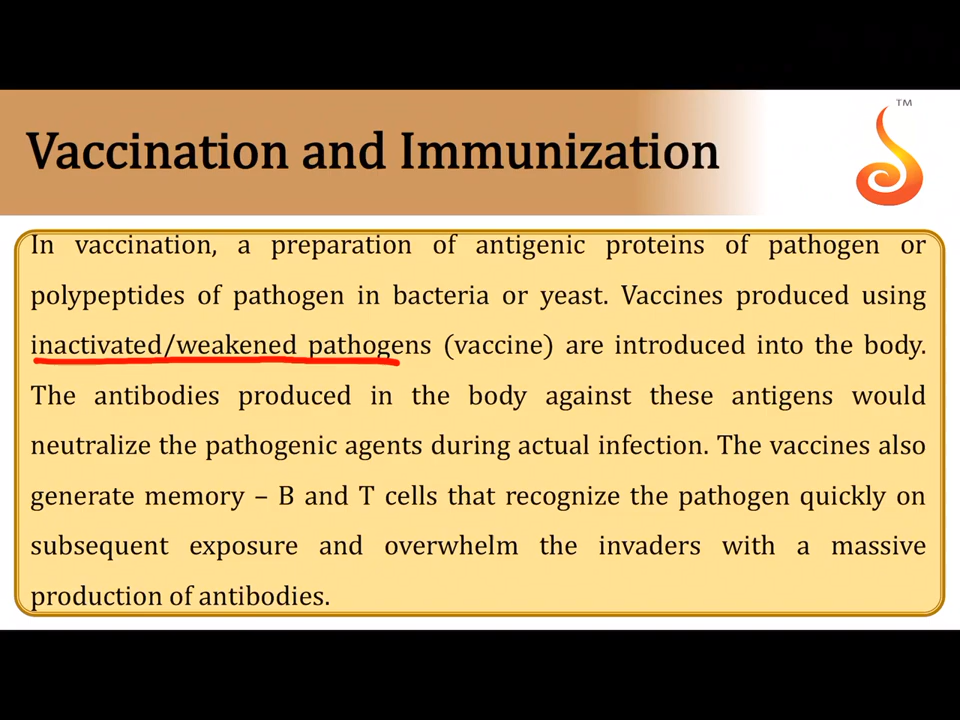 TM
Vaccination and Immunization
In vaccination, a preparation of antigenic proteins of pathogen or
polypeptides of pathogen in bacteria or yeast. Vaccines produced using
inactivated/weakened pathogens (vaccine) are introduced into the body.
The antibodies produced in the body against these antigens would
neutralize the pathogenic agents during actual infection. The vaccines also
generate memory – B and T cells that recognize the pathogen quickly on
subsequent exposure and overwhelm the invaders with a massive
production of antibodies.